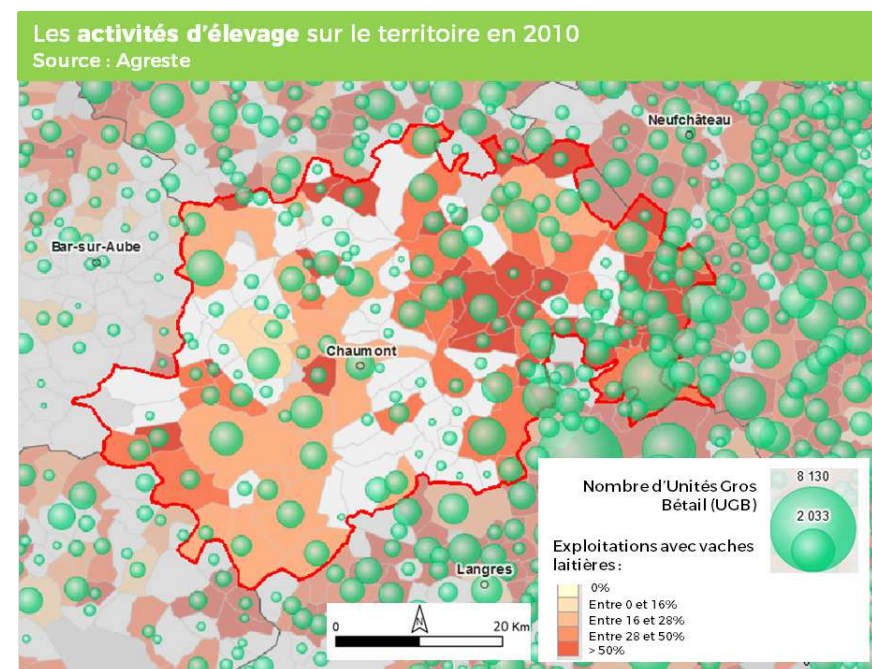 Les activités d'élevage sur le territoire en 2010
Source : Agreste
Neufchâteau
Bar-sur-Aube
Chaumont
Langres
Nombre d'Unités Gros
Bétail (UGB)
8 130
2 033
Exploitations avec vaches
laitières :
0%
Entre 0 et 16%
Entre 16 et 28%
Entre 28 et 50%
> 50%
0
N
20 Km